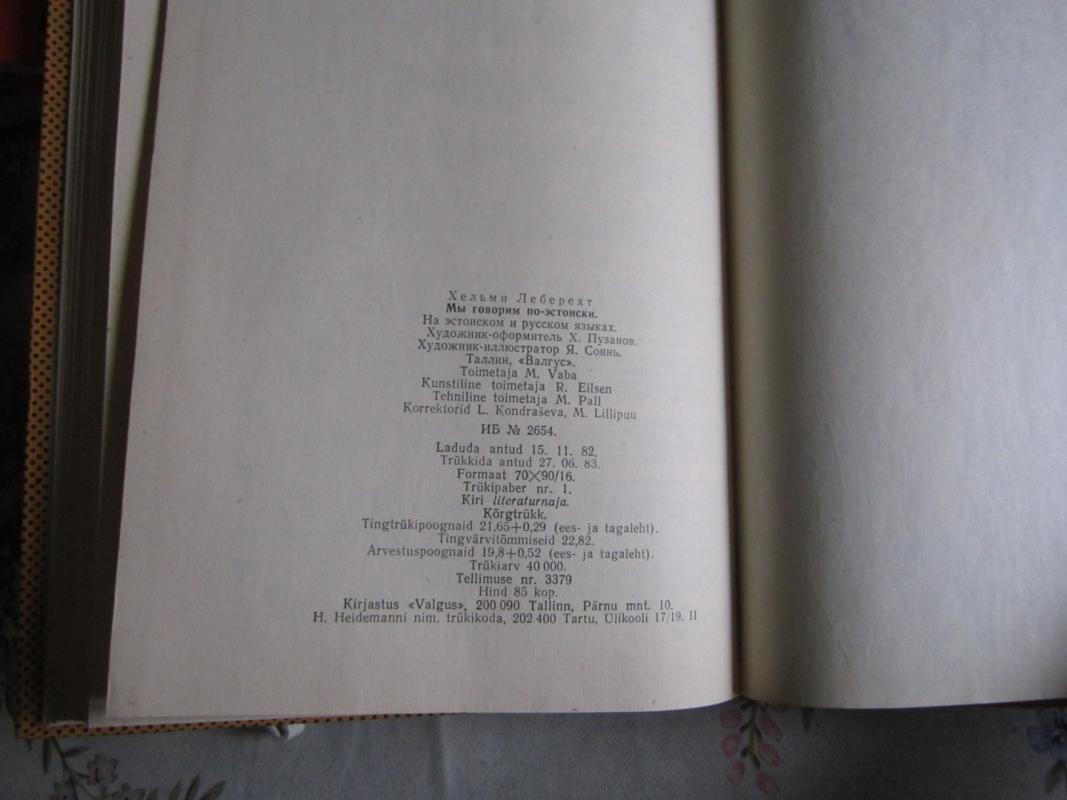 Хельми Леберехт
Мы говорим по-эстонски.
На эстонском и русском языках.
Художник-оформитель Х. Пузанов.
Художник-иллюстратор Я. Соннь.
Таллин, «Валгус».
Toimetaja M. Vaba
Kunstiline toimetaja R. Eilsen
Tehniline toimetaja M. Pall
Korrektorid L. Kondraševa, M. Lillipuu
ИБ № 2654.
Laduda antud 15. 11. 82.
Trükkida antud 27. 06. 83.
Formaat 70×90/16.
Trükipaber nr. 1.
Kiri literaturnaja.
Kõrgtrükk.
Tingtrükipoognaid 21,65+0,29 (ees- ja tagaleht).
Tingvärvitõmmiseid 22,82.
Arvestuspoognaid 19,8+0,52 (ees- ja tagaleht).
Trükiarv 40 000.
Tellimuse nr. 3379
Hind 85 kop.
Kirjastus «Valgus», 200 090 Tallinn, Pärnu mnt. 10.
H. Heidemanni nim. trükikoda, 202 400 Tartu, Ülikooli 17/19. II